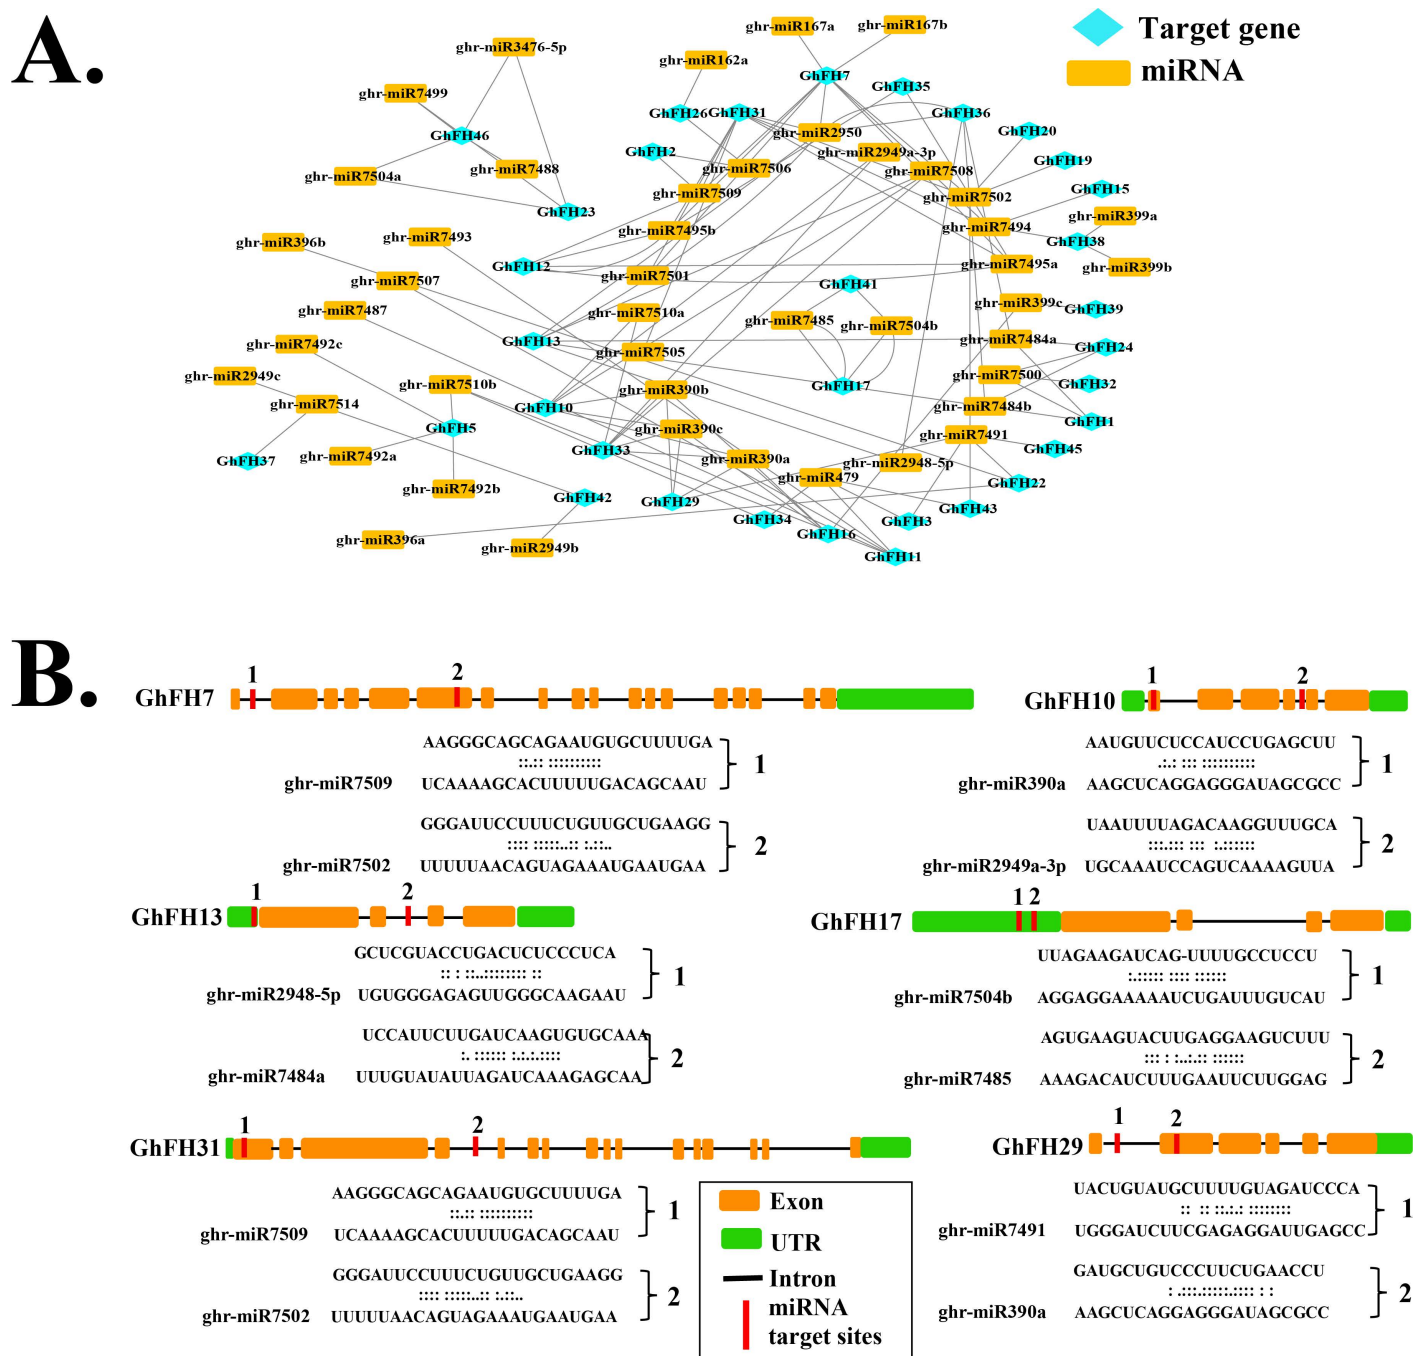 A.
Target gene
miRNA
ghr-miR167a
ghr-miR167b
ghr-miR3476-5p
ghr-miR162a
GhFH7
GhFH35
ghr-miR7499
GhFH26
GhFH31
GhFH36
GhFH46
ghr-miR2950
GhFH20
GhFH2
ghr-miR2949a-3p
GhFH19
ghr-miR7488
ghr-miR7506
ghr-miR7508
ghr-miR7504a
ghr-miR7509
ghr-miR7502
GhFH15
GhFH23
ghr-miR399a
ghr-miR7495b
ghr-miR7494
ghr-miR396b
ghr-miR7493
GhFH38
GhFH12
ghr-miR7495a
ghr-miR399b
ghr-miR7507
ghr-miR7501
GhFH41
ghr-miR7487
ghr-miR7510a
ghr-miR399c
GhFH39
ghr-miR7485
ghr-miR7504b
ghr-miR7492c
GhFH13
ghr-miR7484a
GhFH24
ghr-miR7505
ghr-miR2949c
ghr-miR7510b
ghr-miR390b
GhFH17
ghr-miR7500
GhFH32
ghr-miR7514
GhFH10
ghr-miR7484b
GhFH1
GhFH5
ghr-miR390c
ghr-miR7491
GhFH37
ghr-miR7492a
GhFH33
ghr-miR390a
ghr-miR2948-5p
GhFH45
ghr-miR7492b
GhFH42
GhFH29
ghr-miR479
GhFH22
GhFH34
GhFH3
GhFH43
ghr-miR396a
ghr-miR2949b
GhFH16
GhFH11
B.
1 2
GhFH7
AAGGGCAGCAGAAUGUGCUUUUGA
::.:: ::::::::::
1
ghr-miR7509 UCAAAAGCACUUUUUGACAGCAAU
GGGAUUCCUUUCUGUUGCUGAAGG
:::: :::::..:: :.::..
2
ghr-miR7502 UUUUUAACAGUAGAAAUGAAUGAA
1 2
GhFH10
AAUGUUCUCCAUCCUGAGCUU
.:.: ::: ::::::::::
1
ghr-miR390a AAGCUCAGGAGGGAUAGCGCC
UAAUUUUAGACAAGGUUUGCA
:::.::: ::: :.::::::
2
ghr-miR2949a-3p UGCAAAUCCAGUCAAAAGUUA
1 2
GhFH13
GCUCGUACCUGACUCUCCCUCA
:: : ::..:::::::: ::
1
ghr-miR2948-5p UGUGGGAGAGUUGGGCAAGAAU
UCCAUUCUUGAUCAAGUGUGCAAA
:. :::::: :.:.:.::::
2
ghr-miR7484a UUUGUAUAUUAGAUCAAAGAGCAA
1 2
GhFH17
UUAGAAGAUCAG-UUUUGCCUCCU
:.::::: :::: ::::::
1
ghr-miR7504b AGGAGGAAAAAUCUGAUUUGUCAU
AGUGAAGUACUUGAGGAAGUCUUU
::: : :..:.:: ::::::
2
ghr-miR7485 AAAGACAUCUUUGAAUUCUUGGAG
1 2
GhFH31
AAGGGCAGCAGAAUGUGCUUUUGA
::.:: ::::::::::
1
ghr-miR7509 UCAAAAGCACUUUUUGACAGCAAU
GGGAUUCCUUUCUGUUGCUGAAGG
:::: :::::..:: :.::..
2
ghr-miR7502 UUUUUAACAGUAGAAAUGAAUGAA
1 2
GhFH29
UACUGUAUGCUUUUGUAGAUCCCA
:: :: ::.:.: ::::::::
1
ghr-miR7491 UGGGAUCUUCGAGAGGAUUGAGCC
GAUGCUGUCCCUUCUGAACCU
: .:::.:::::.:::: : :
2
ghr-miR390a AAGCUCAGGAGGGAUAGCGCC
Exon
UTR
Intron
miRNA
target sites